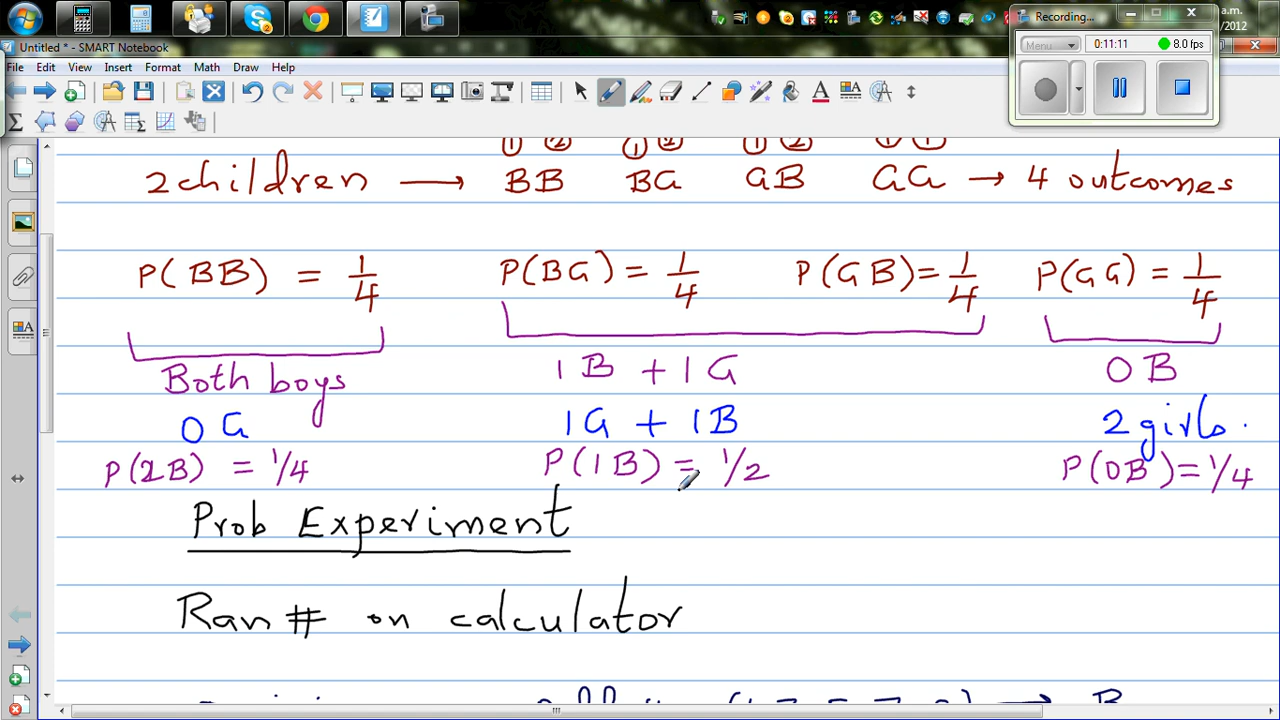 a.m.
/2012
Recording...
Untitled * - SMART Notebook
Menu
0:11:11
8.0 fps
File Edit View Insert Format Math Draw Help
① ② ① ② ① ② ① ①
2 children → BB BG GB GG → 4 outcomes
P(BB) = 1/4 P(BG) = 1/4 P(GB) = 1/4 P(GG) = 1/4
Both boys 1B + 1G 0B
0G 1G + 1B 2 girls.
P(2B) = 1/4 P(1B) = 1/2 P(0B) = 1/4
Prob Experiment
Ran # on calculator
B